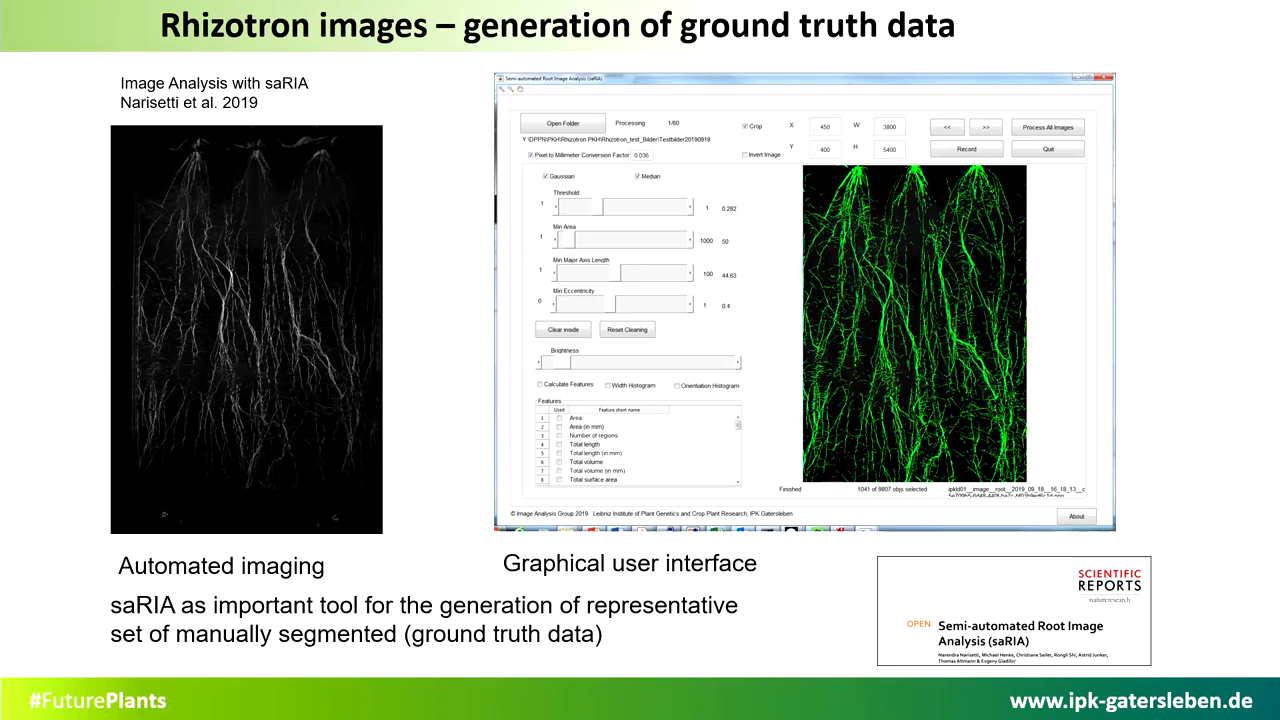 Rhizotron images – generation of ground truth data
Image Analysis with saRIA
Narisetti et al. 2019
Semi-automated Root Image Analysis (saRIA)
Open Folder
Processing
1/60
Crop
X
450
W
3800
<<
>>
Process All Images
Y
400
H
5400
Record
Quit
Y:\DPPN\PKH\Rhizotron PKH\Rhizotron_test_Bilder\Testbilder20190918
Pixel to Millimeter Conversion Factor
0.036
Invert Image
Gaussian
Median
Threshold
1
1
0.282
Min Area
1
1000
50
Min Major Axis Length
1
100
44.63
Min Eccentricity
0
1
0.4
Clear inside
Reset Cleaning
Brightness
Calculate Features
Width Histogram
Orientation Histogram
Features
Used
Feature short name
1 Area
2 Area (in mm)
3 Number of regions
4 Total length
5 Total length (in mm)
6 Total volume
7 Total volume (in mm)
8 Total surface area
Finished
1041 of 9807 objs selected
ipkid01__image__root__2019_09_18__16_18_13__c
© Image Analysis Group 2019 Leibniz Institute of Plant Genetics and Crop Plant Research, IPK Gatersleben
About
Automated imaging
Graphical user interface
saRIA as important tool for the generation of representative
set of manually segmented (ground truth data)
SCIENTIFIC
REPORTS
natureresearch
OPEN
Semi-automated Root Image
Analysis (saRIA)
Narendra Narisetti, Michael Henke, Christiane Seiler, Rongli Shi, Astrid Junker,
Thomas Altmann & Evgeny Gladilin
#FuturePlants
www.ipk-gatersleben.de